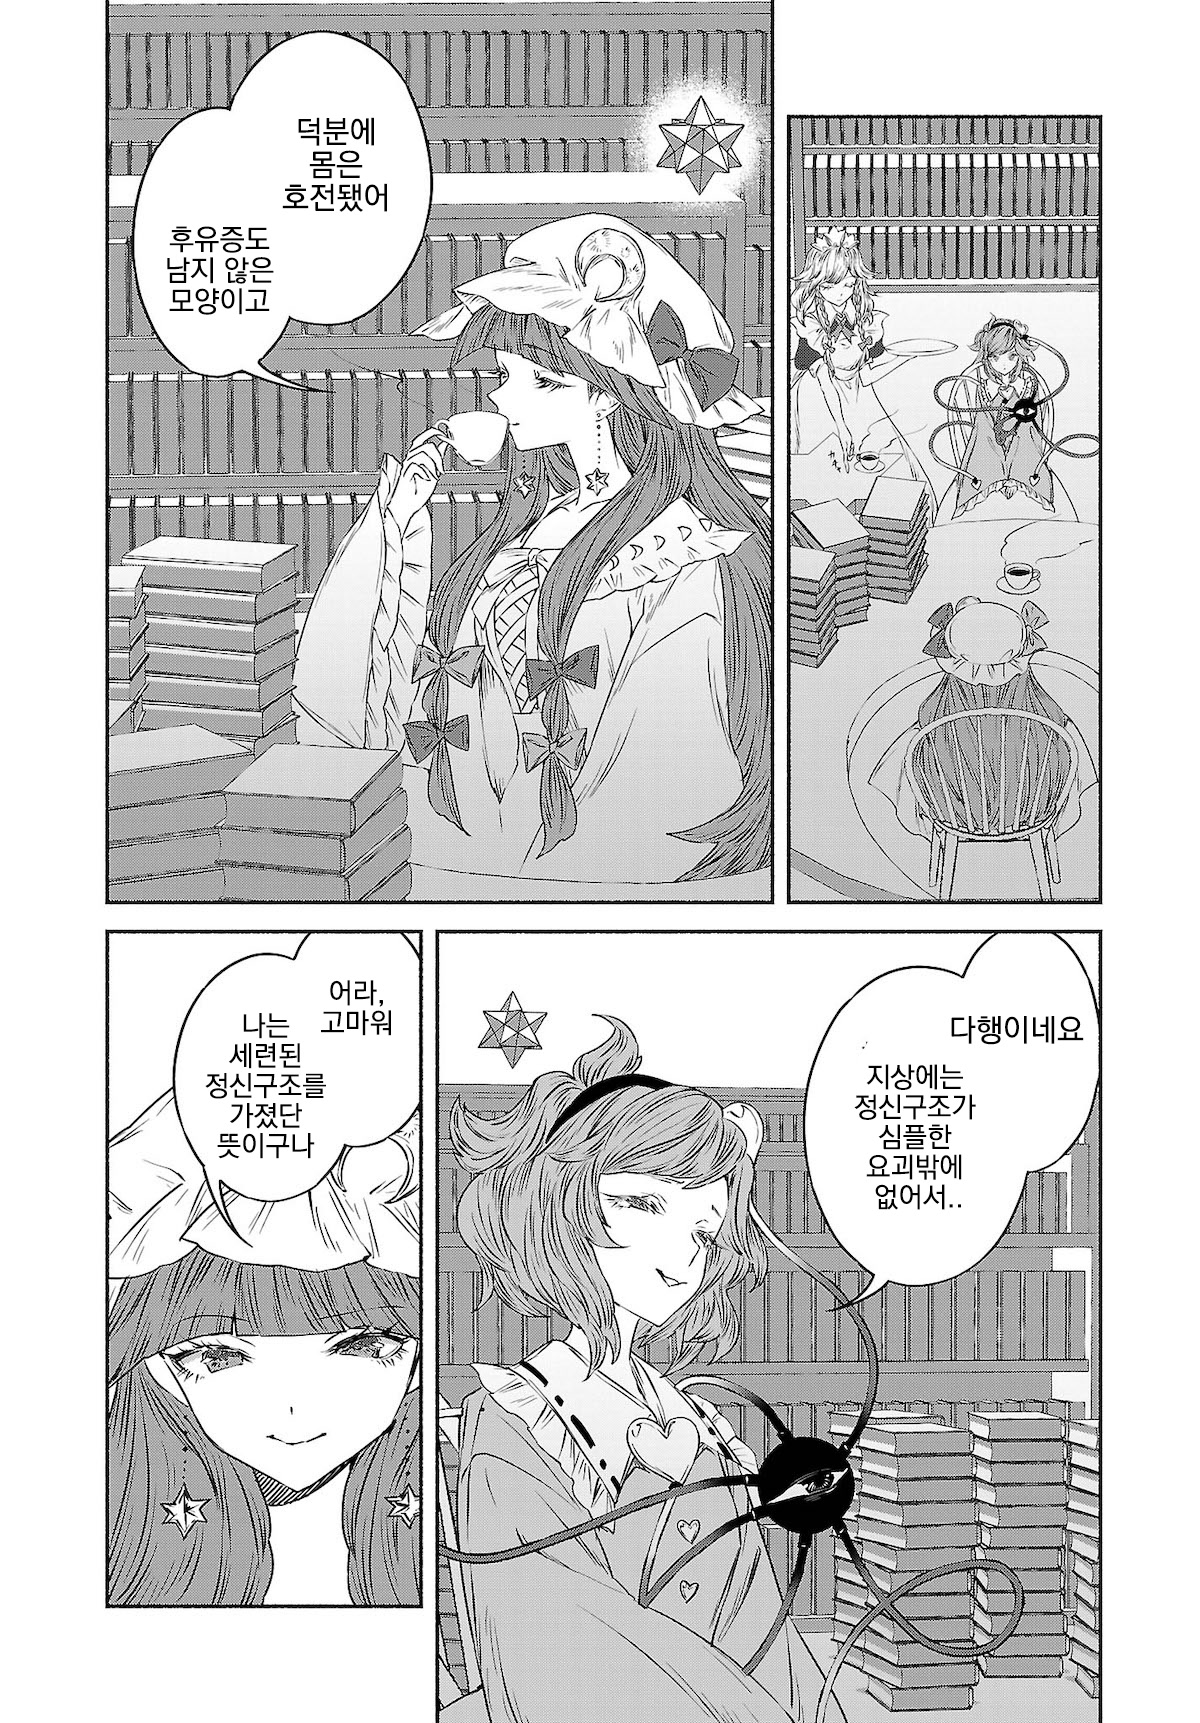 덕분에
몸은
호전됐어
후유증도
남지 않은
모양이고
다행이네요
지상에는
정신구조가
심플한
요괴밖에
없어서..
어라,
고마워
나는
세련된
정신구조를
가졌단
뜻이구나